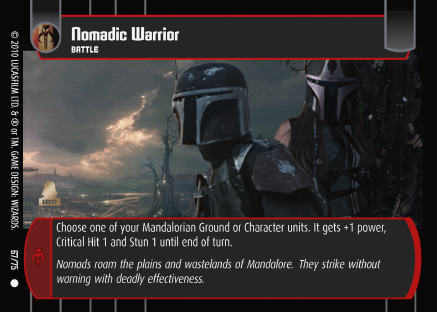 Nomadic Warrior
BATTLE
Choose one of your Mandalorian Ground or Character units. It gets +1 power,
Critical Hit 1 and Stun 1 until end of turn.
Nomads roam the plains and wastelands of Mandalore. They strike without
warning with deadly effectiveness.
© 2010 LUCASFILM LTD. & ® or TM. GAME DESIGN: WIZARDS.
67/75